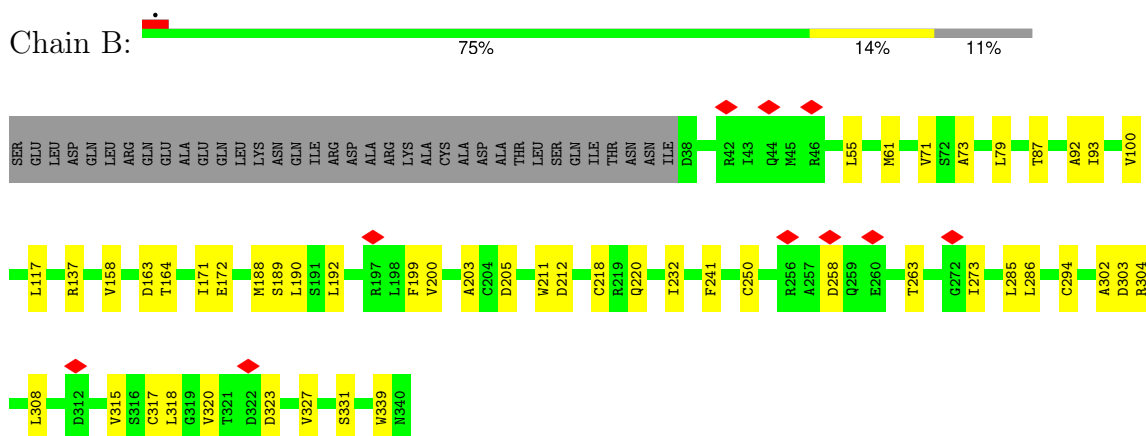 Chain B:
75% 14% 11%
SER GLU LEU ASP GLN LEU ARG GLN GLU ALA GLU GLN LEU LYS ASN GLN ILE ARG ASP ALA ARG LYS ALA CYS ALA ASP ALA THR LEU SER GLN ILE THR ASN ASN ILE D38 R42 I43 Q44 M45 R46 L55 M61 V71 S72 A73 L79 T87 A92 I93 V100
L117 R137 V158 D163 T164 I171 E172 M188 S189 L190 S191 L192 R197 L198 F199 V200 A203 C204 D205 W211 D212 C218 R219 Q220 I232 F241 C250 R256 A257 D258 Q259 E260 T263 G272 I273 L285 L286 C294 A302 D303 R304
L308 D312 V315 S316 C317 L318 G319 V320 T321 D322 D323 V327 S331 W339 N340